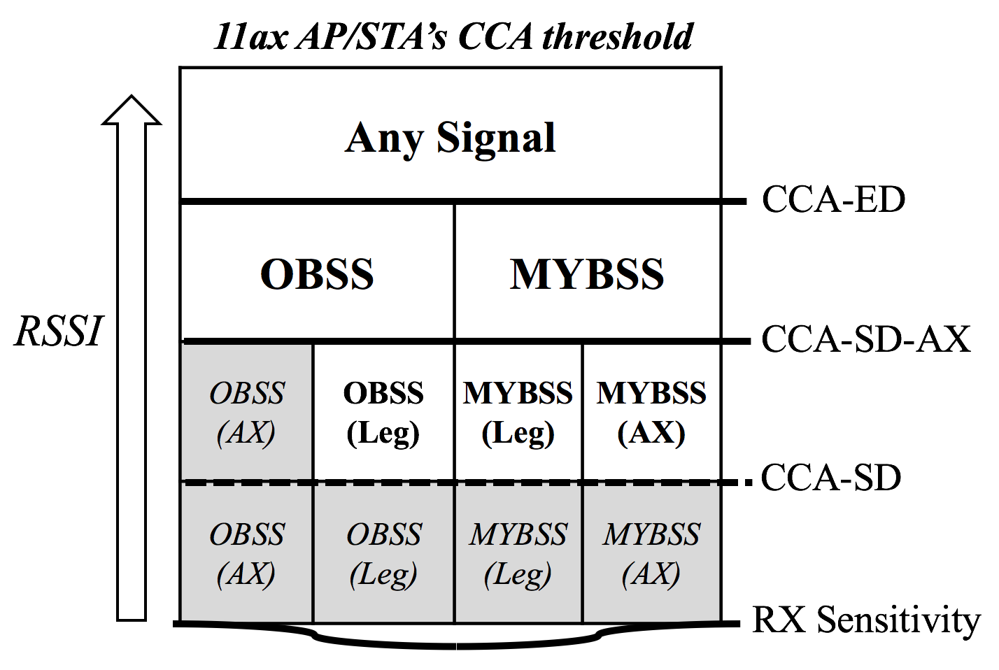 11ax AP/STA’s CCA threshold
Any Signal
CCA-ED
OBSS
MYBSS
RSSI
CCA-SD-AX
OBSS
(AX)
OBSS
(Leg)
MYBSS
(Leg)
MYBSS
(AX)
CCA-SD
OBSS
(AX)
OBSS
(Leg)
MYBSS
(Leg)
MYBSS
(AX)
RX Sensitivity